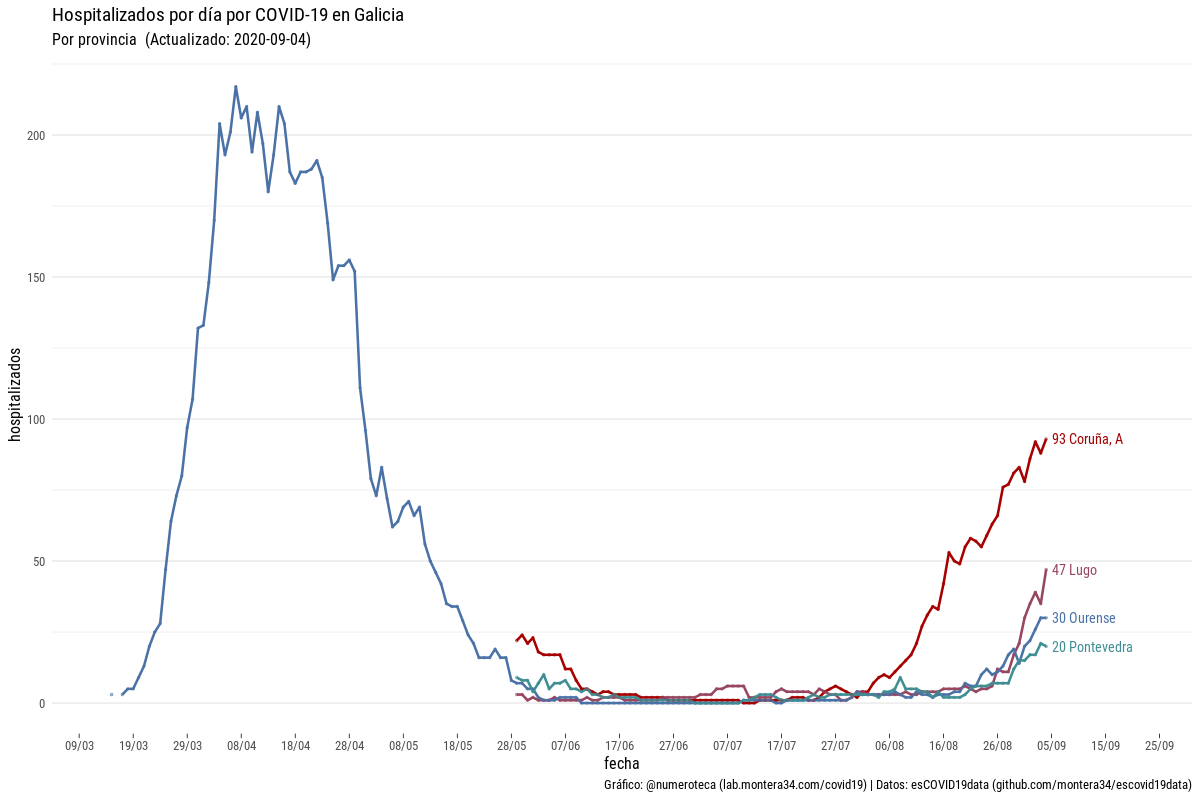 Hospitalizados por día por COVID-19 en Galicia
Por provincia (Actualizado: 2020-09-04)
hospitalizados
200
150
100
50
0
93 Coruña, A
47 Lugo
30 Ourense
20 Pontevedra
09/03 19/03 29/03 08/04 18/04 28/04 08/05 18/05 28/05 07/06 17/06 27/06 07/07 17/07 27/07 06/08 16/08 26/08 05/09 15/09 25/09
fecha
Gráfico: @numeroteca (lab.montera34.com/covid19) | Datos: esCOVID19data (github.com/montera34/escovid19data)